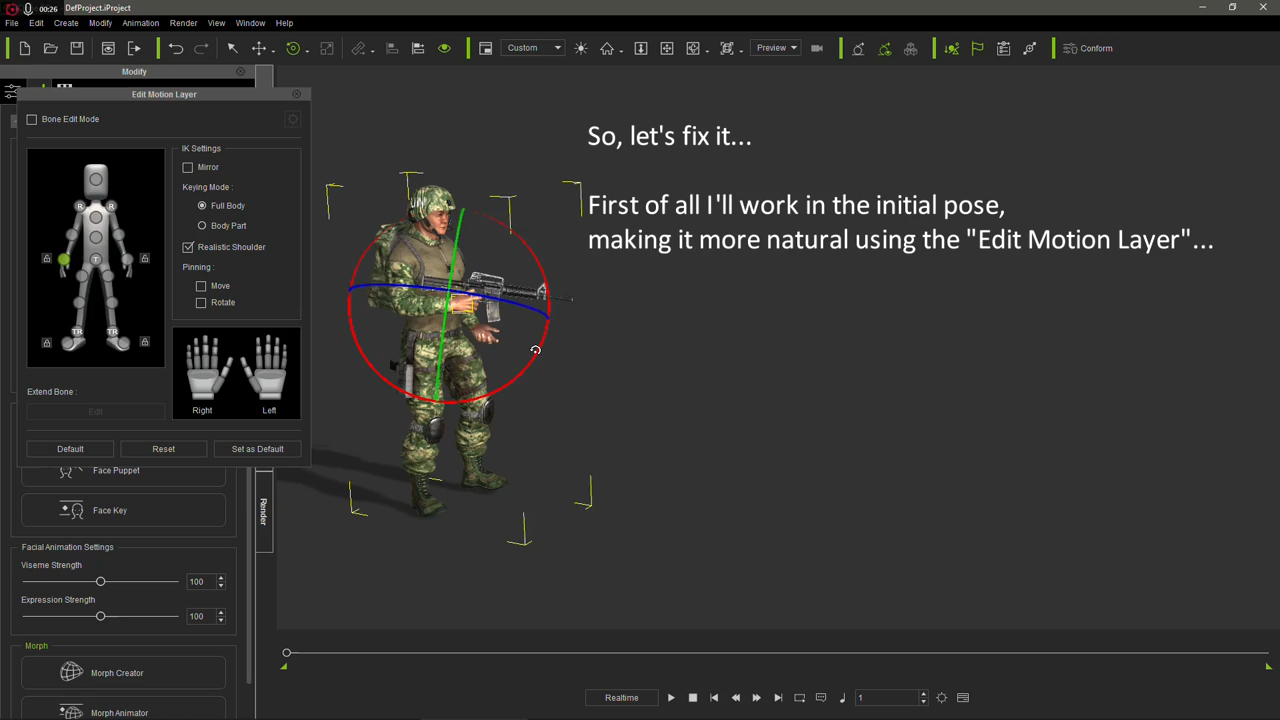 00:26 DefProject.iProject
File Edit Create Modify Animation Render View Window Help
Custom Preview Conform
Modify
Edit Motion Layer
Bone Edit Mode
IK Settings
Mirror
Keying Mode :
Full Body
Body Part
Realistic Shoulder
Pinning :
Move
Rotate
R R
T
TR TR
Extend Bone :
Edit
Right Left
Default Reset Set as Default
Face Puppet
Face Key
Facial Animation Settings
Viseme Strength
100
Expression Strength
100
Morph
Morph Creator
Morph Animator
Render
So, let's fix it...
First of all I'll work in the initial pose,
making it more natural using the "Edit Motion Layer"...
Realtime 1